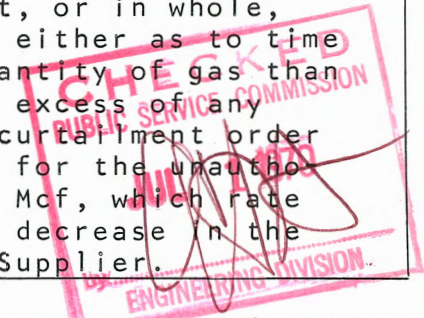 t, or in whole,
either as to time
antity of gas than
excess of any
curtailment order
for the unautho-
Mcf, which rate
decrease in the
Supplier.
CHECKED
PUBLIC SERVICE COMMISSION
By
ENGINEERING DIVISION